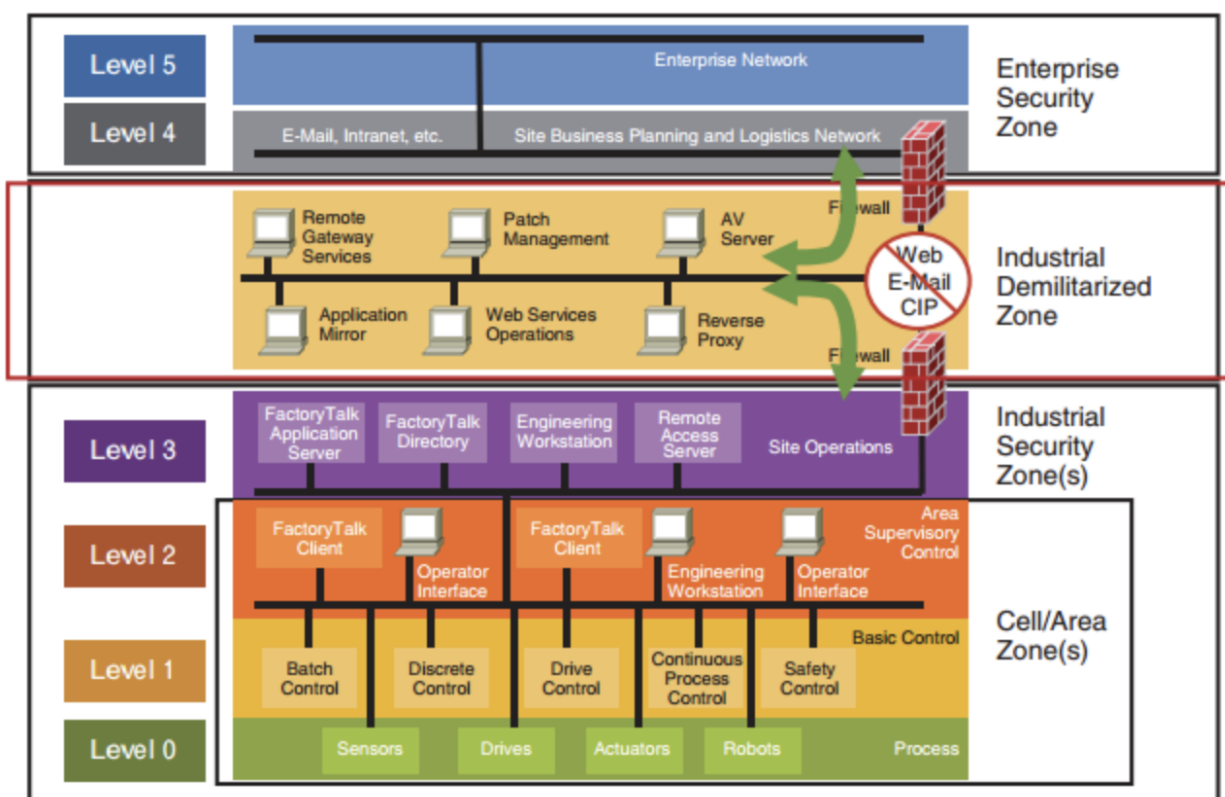 Level 5
Enterprise Network
Enterprise
Security
Zone
Level 4
E-Mail, Intranet, etc.
Site Business Planning and Logistics Network
Remote
Gateway
Services
Patch
Management
AV
Server
Firewall
Web
E-Mail
CIP
Industrial
Demilitarized
Zone
Application
Mirror
Web Services
Operations
Reverse
Proxy
Firewall
Level 3
FactoryTalk
Application
Server
FactoryTalk
Directory
Engineering
Workstation
Remote
Access
Server
Site Operations
Industrial
Security
Zone(s)
Level 2
FactoryTalk
Client
Operator
Interface
FactoryTalk
Client
Engineering
Workstation
Operator
Interface
Area
Supervisory
Control
Cell/Area
Zone(s)
Level 1
Basic Control
Batch
Control
Discrete
Control
Drive
Control
Continuous
Process
Control
Safety
Control
Level 0
Sensors
Drives
Actuators
Robots
Process